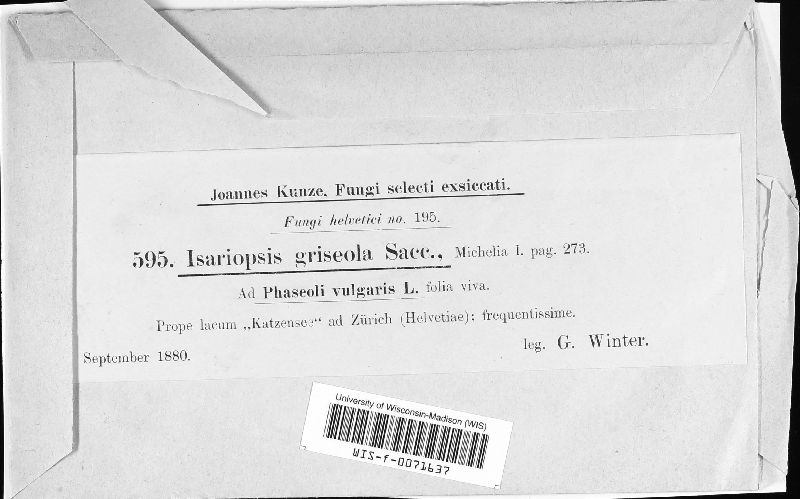 Joannes Kunze. Fungi selecti exsiccati.
Fungi helvetici no. 195.
595. Isariopsis griseola Sacc., Michelia I. pag. 273.
Ad Phaseoli vulgaris L. folia viva.
Prope lacum „Katzensee“ ad Zürich (Helvetiae); frequentissime.
September 1880.
leg. G. Winter.
University of Wisconsin-Madison (WIS)
WIS-f-0071637